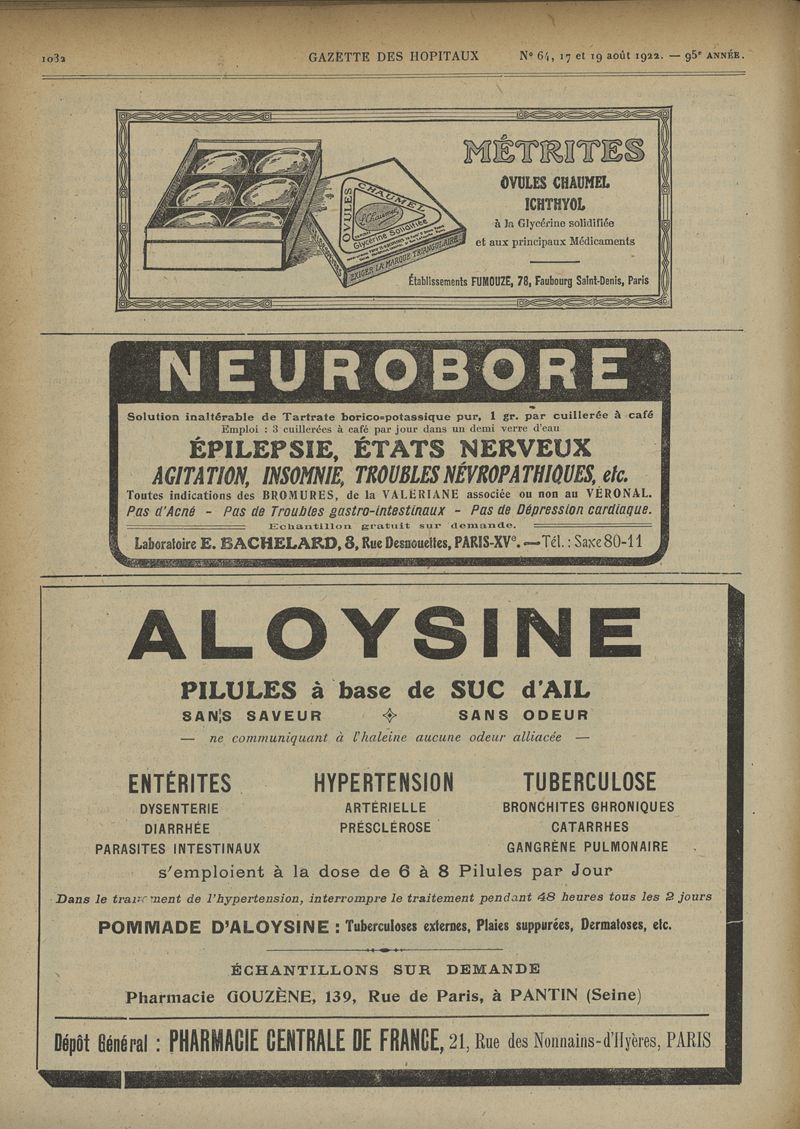 1032 GAZETTE DES HOPITAUX N° 64, 17 et 19 août 1922. — 95e ANNÉE.
OVULES CHAUMEL
Glycérine Solidifiée
EXIGER LA MARQUE TRIANGULAIRE
MÉTRITES
OVULES CHAUMEL
ICHTHYOL
à la Glycérine solidifiée
et aux principaux Médicaments
Établissements FUMOUZE, 78, Faubourg Saint-Denis, Paris
NEUROBORE
Solution inaltérable de Tartrate borico-potassique pur, 1 gr. par cuillerée à café
Emploi : 3 cuillerées à café par jour dans un demi verre d'eau
ÉPILEPSIE, ÉTATS NERVEUX
AGITATION, INSOMNIE, TROUBLES NÉVROPATHIQUES, etc.
Toutes indications des BROMURES, de la VALÉRIANE associée ou non au VÉRONAL.
Pas d'Acné - Pas de Troubles gastro-intestinaux - Pas de Dépression cardiaque.
Echantillon gratuit sur demande.
Laboratoire E. BACHELARD, 8, Rue Desnouettes, PARIS-XVe. — Tél. : Saxe 80-11
ALOYSINE
PILULES à base de SUC d'AIL
SANS SAVEUR SANS ODEUR
— ne communiquant à l'haleine aucune odeur alliacée —
ENTÉRITES HYPERTENSION TUBERCULOSE
DYSENTERIE ARTÉRIELLE BRONCHITES GHRONIQUES
DIARRHÉE PRÉSCLÉROSE CATARRHES
PARASITES INTESTINAUX GANGRÈNE PULMONAIRE
s'emploient à la dose de 6 à 8 Pilules par Jour
Dans le traitement de l'hypertension, interrompre le traitement pendant 48 heures tous les 2 jours
POMMADE D'ALOYSINE : Tuberculoses externes, Plaies suppurées, Dermatoses, etc.
ÉCHANTILLONS SUR DEMANDE
Pharmacie GOUZÈNE, 139, Rue de Paris, à PANTIN (Seine)
Dépôt Général : PHARMACIE CENTRALE DE FRANCE, 21, Rue des Nonnains-d'Hyères, PARIS